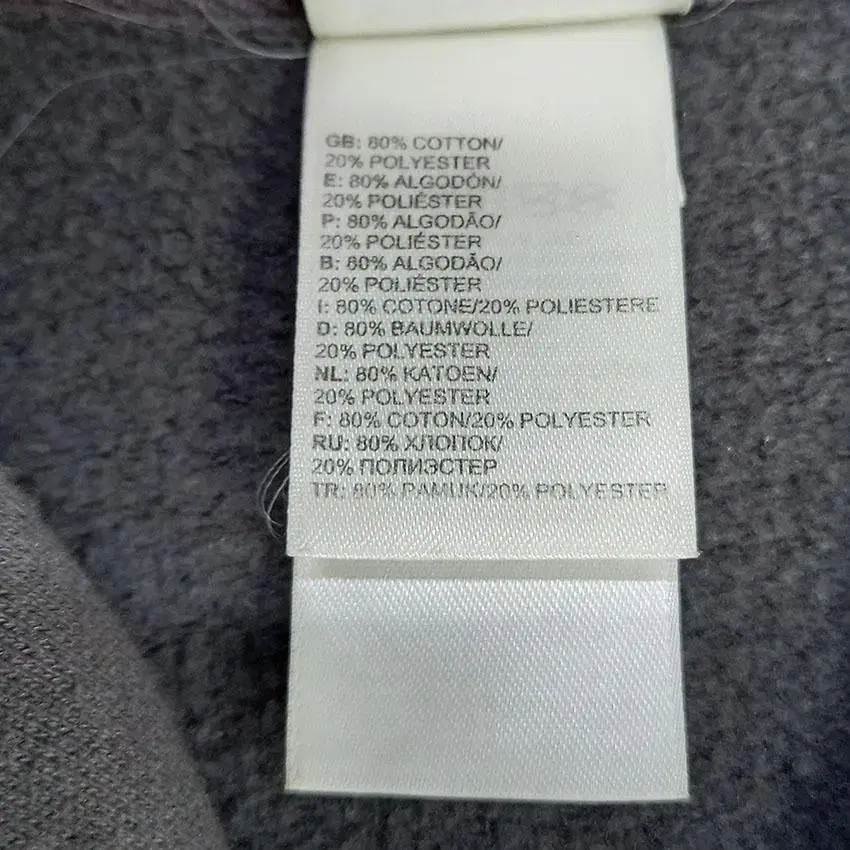 GB: 80% COTTON/
20% POLYESTER
E: 80% ALGODÓN/
20% POLIÉSTER
P: 80% ALGODÃO/
20% POLIÉSTER
B: 80% ALGODÃO/
20% POLIÉSTER
I: 80% COTONE/20% POLIESTERE
D: 80% BAUMWOLLE/
20% POLYESTER
NL: 80% KATOEN/
20% POLYESTER
F: 80% COTON/20% POLYESTER
RU: 80% ХЛОПОК/
20% ПОЛИЭСТЕР
TR: 80% PAMUK/20% POLYESTER